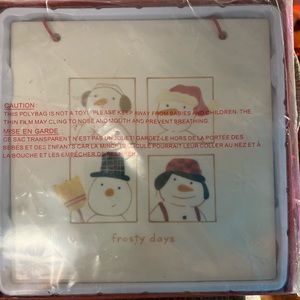 CAUTION :
THIS POLYBAG IS NOT A TOY. PLEASE KEEP AWAY FROM BABIES AND CHILDREN. THE
THIN FILM MAY CLING TO NOSE AND MOUTH AND PREVENT BREATHING.
MISE EN GARDE
CE SAC TRANSPARENT N'EST PAS UN JOUET! GARDEZ-LE HORS DE LA PORTÉE DES
BÉBÉS ET DES ENFANTS CAR LA MINCE PELLICULE POURRAIT LEUR COLLER AU NEZ ET À
LA BOUCHE ET LES EMPÊCHER DE RESPIRER.
frosty days